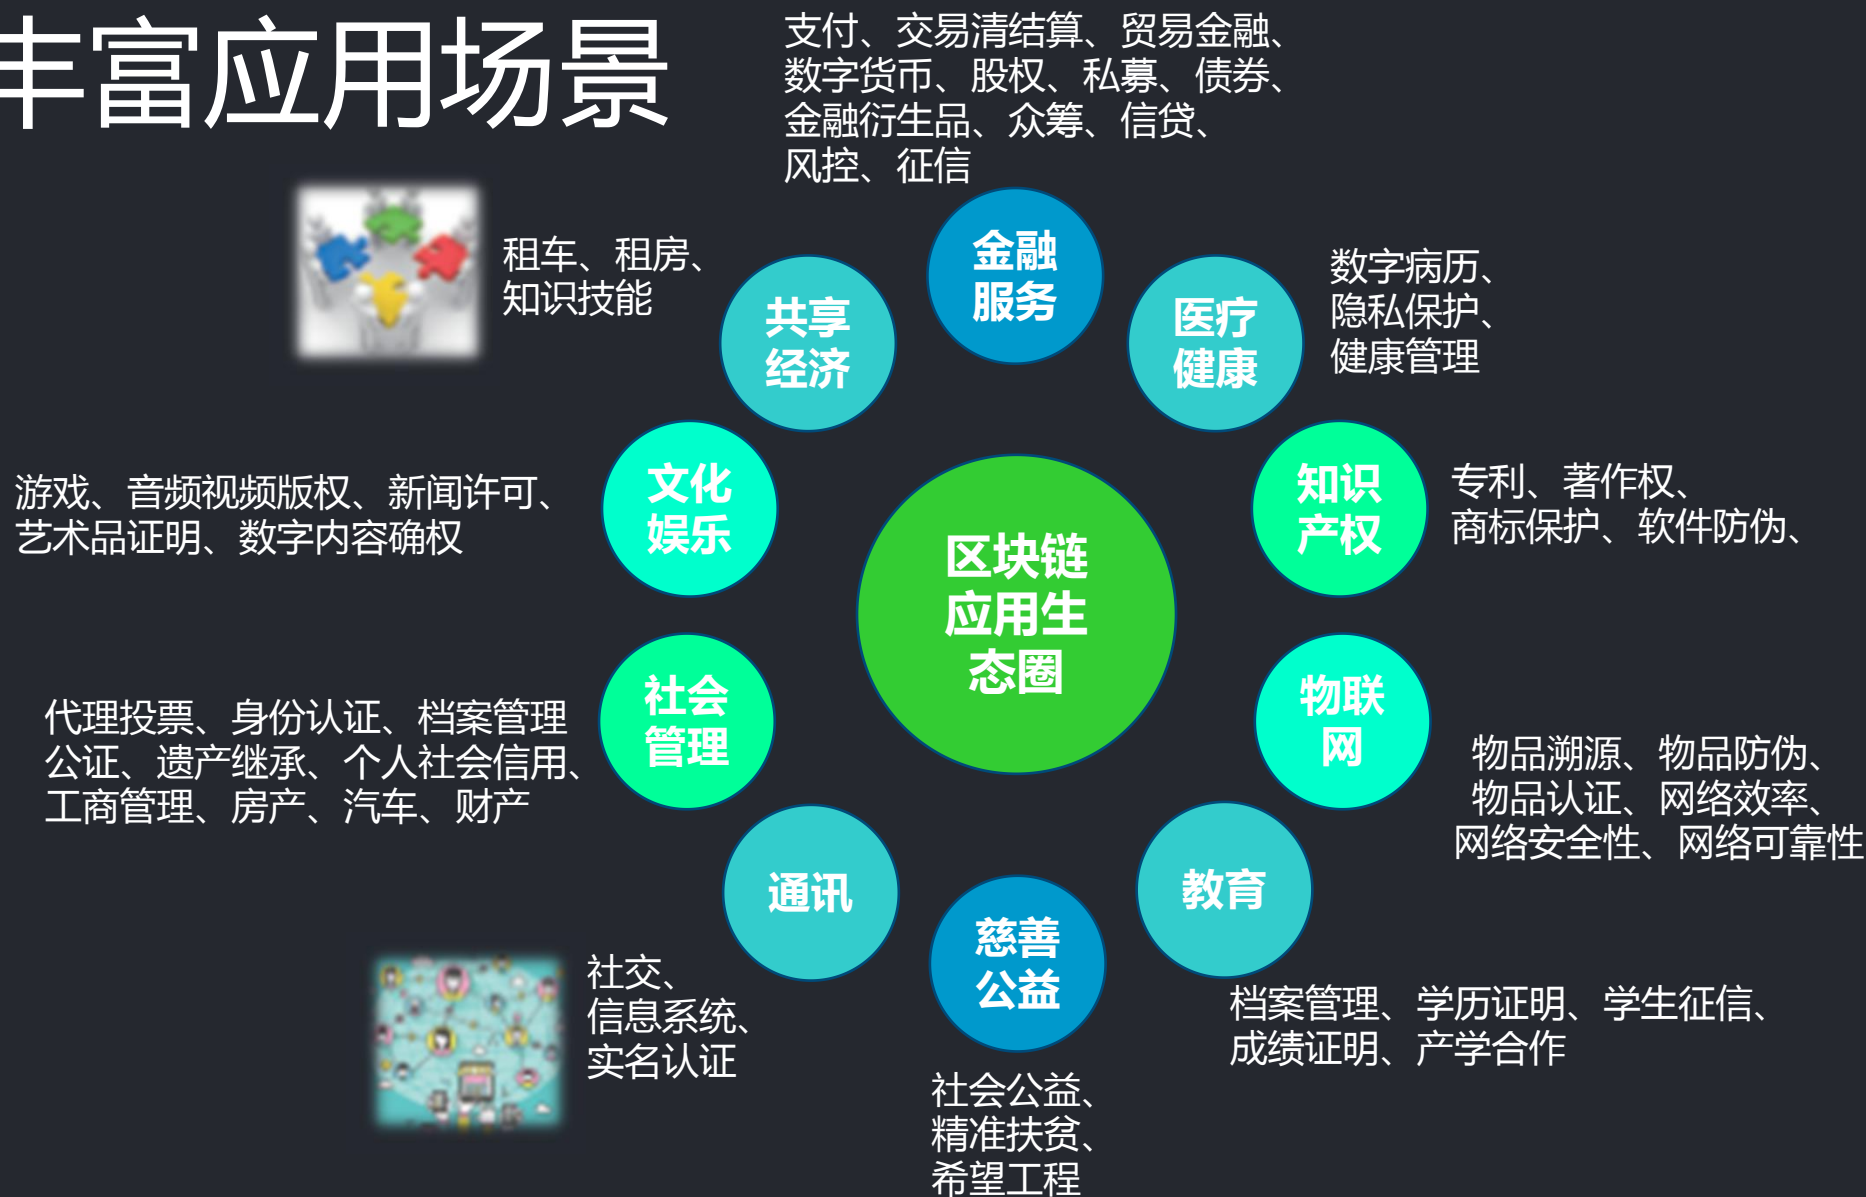 丰富应用场景
支付、交易清结算、贸易金融、
数字货币、股权、私募、债券、
金融衍生品、众筹、信贷、
风控、征信
金融
服务
租车、租房、
知识技能
共享
经济
医疗
健康
数字病历、
隐私保护、
健康管理
游戏、音频视频版权、新闻许可、
艺术品证明、数字内容确权
文化
娱乐
知识
产权
专利、著作权、
商标保护、软件防伪、
区块链
应用生
态圈
代理投票、身份认证、档案管理
公证、遗产继承、个人社会信用、
工商管理、房产、汽车、财产
社会
管理
物联
网
物品溯源、物品防伪、
物品认证、网络效率、
网络安全性、网络可靠性
通讯
社交、
信息系统、
实名认证
慈善
公益
社会公益、
精准扶贫、
希望工程
教育
档案管理、学历证明、学生征信、
成绩证明、产学合作